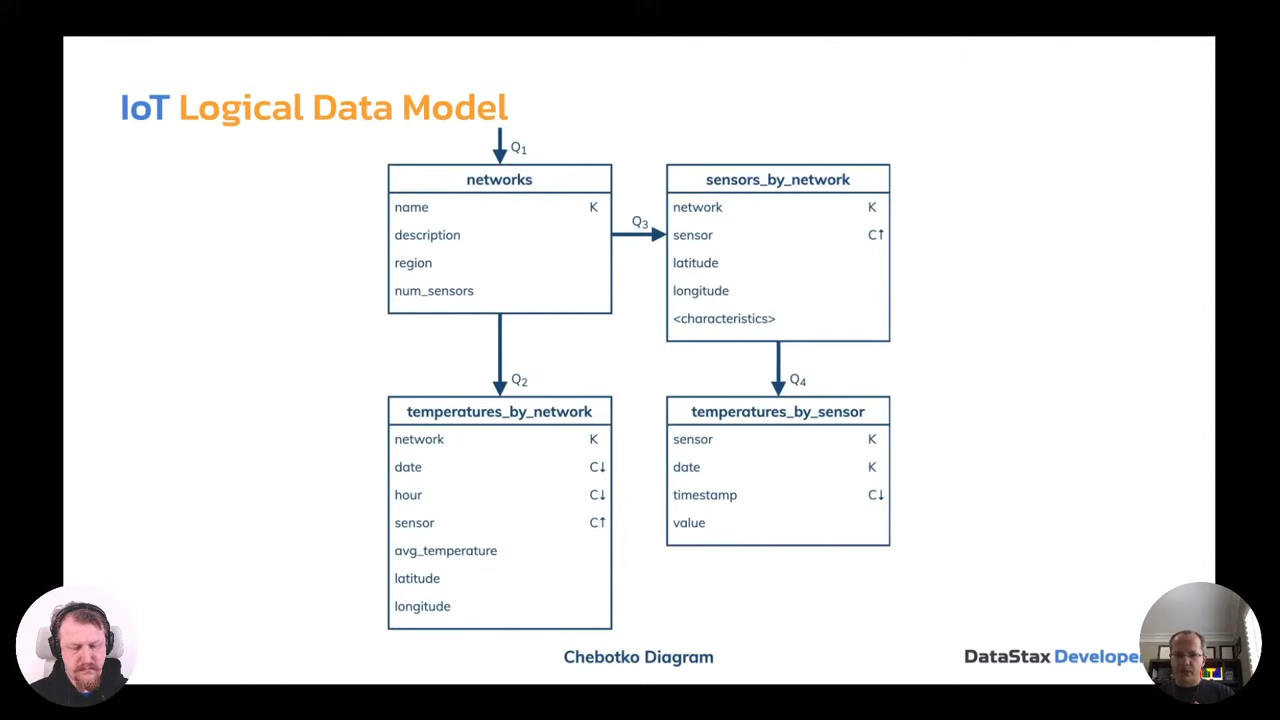 IoT Logical Data Model
Q1
networks
name K
description
region
num_sensors
Q3
sensors_by_network
network K
sensor C↑
latitude
longitude
<characteristics>
Q2
temperatures_by_network
network K
date C↓
hour C↓
sensor C↑
avg_temperature
latitude
longitude
Q4
temperatures_by_sensor
sensor K
date K
timestamp C↓
value
Chebotko Diagram
DataStax Developer